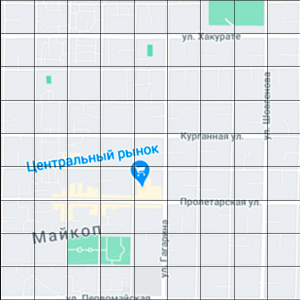 ул. Хакурате
ул. Шовгенова
Курганная ул.
Центральный рынок
Пролетарская ул.
Майкоп
ул. Гагарина
ул. Первомайская